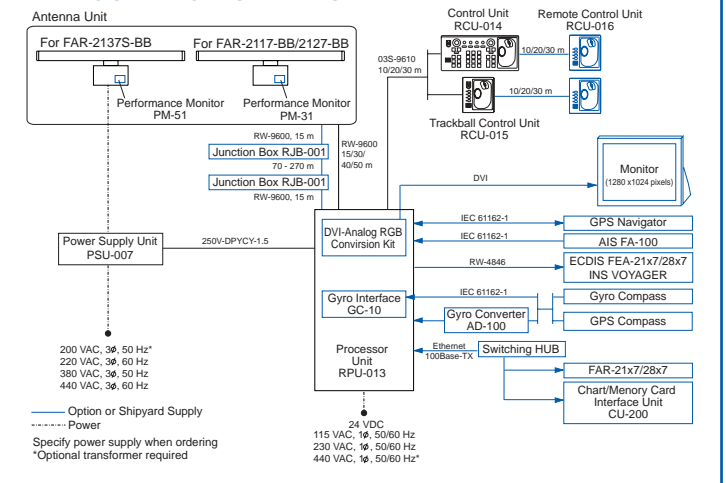 Antenna Unit
For FAR-2137S-BB
For FAR-2117-BB/2127-BB
Performance Monitor
PM-51
Performance Monitor
PM-31
Control Unit
RCU-014
Remote Control Unit
RCU-016
03S-9610
10/20/30 m
10/20/30 m
10/20/30 m
Trackball Control Unit
RCU-015
RW-9600, 15 m
Junction Box RJB-001
70 - 270 m
Junction Box RJB-001
RW-9600, 15 m
RW-9600
15/30/
40/50 m
DVI
Monitor
(1280 x1024 pixels)
Power Supply Unit
PSU-007
250V-DPYCY-1.5
DVI-Analog RGB
Convirsion Kit
IEC 61162-1
GPS Navigator
IEC 61162-1
AIS FA-100
RW-4846
ECDIS FEA-21x7/28x7
INS VOYAGER
Gyro Interface
GC-10
IEC 61162-1
Gyro Compass
Gyro Converter
AD-100
GPS Compass
Processor
Unit
RPU-013
Ethernet
100Base-TX
Switching HUB
FAR-21x7/28x7
Chart/Menory Card
Interface Unit
CU-200
200 VAC, 3ø, 50 Hz*
220 VAC, 3ø, 60 Hz
380 VAC, 3ø, 50 Hz
440 VAC, 3ø, 60 Hz
24 VDC
115 VAC, 1ø, 50/60 Hz
230 VAC, 1ø, 50/60 Hz
440 VAC, 1ø, 50/60 Hz*
Option or Shipyard Supply
Power
Specify power supply when ordering
*Optional transformer required